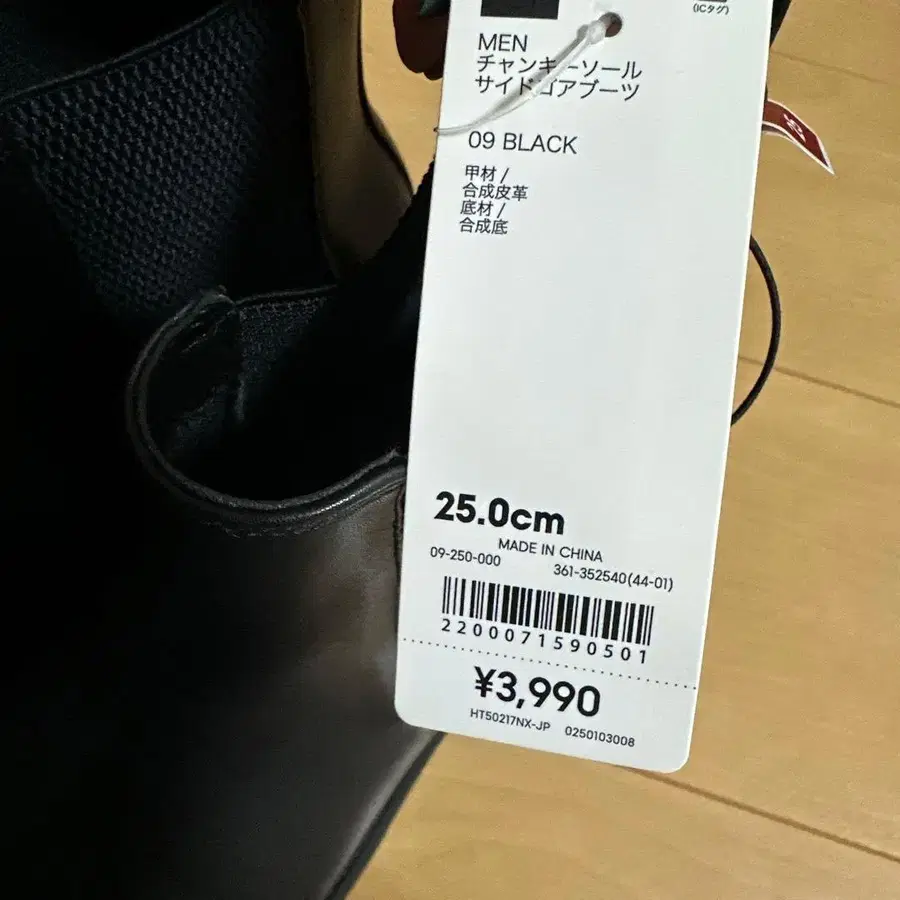 (ICタグ)
MEN
チャンキーソール
サイドゴアブーツ
09 BLACK
甲材/
合成皮革
底材/
合成底
25.0cm
MADE IN CHINA
09-250-000 361-352540(44-01)
2200071590501
¥3,990
HT50217NX-JP 0250103008